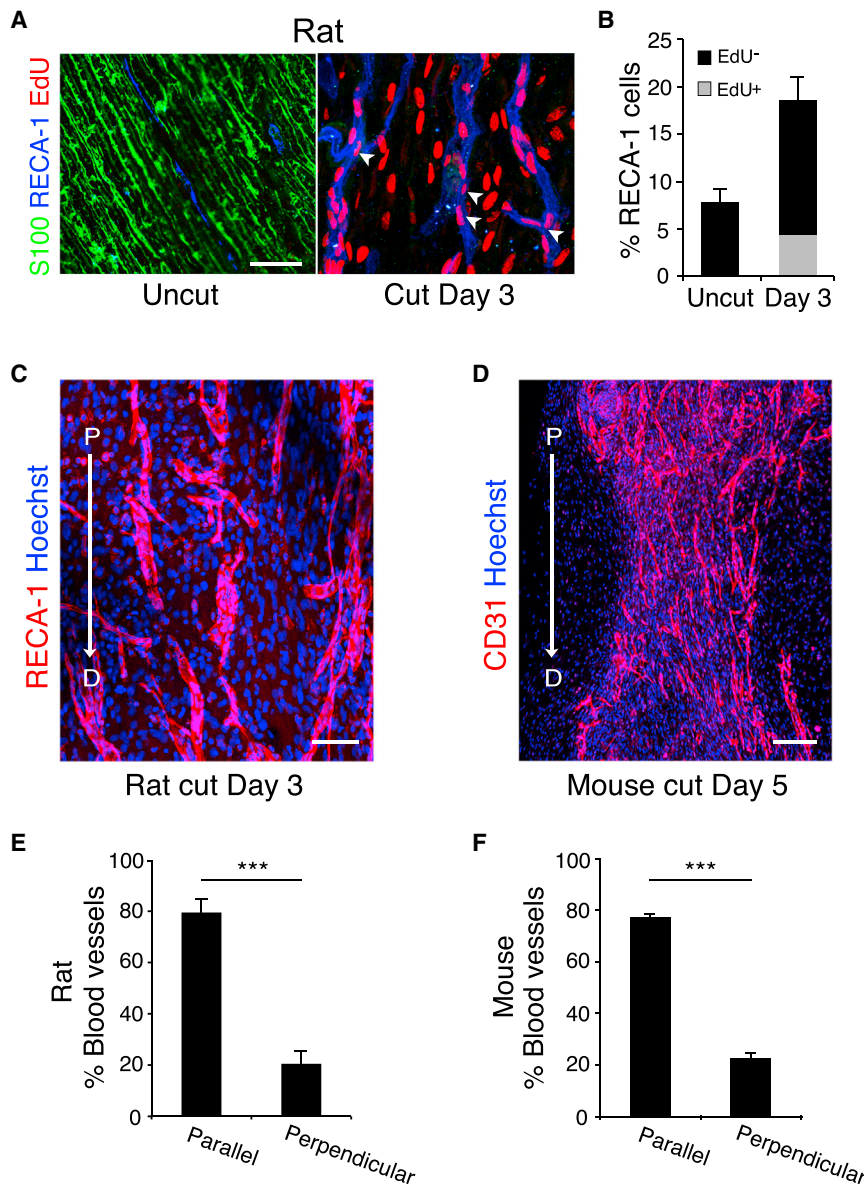 A
Rat
S100 RECA-1 EdU
Uncut
Cut Day 3
B
% RECA-1 cells
25
20
15
10
5
0
EdU-
EdU+
Uncut
Day 3
C
RECA-1 Hoechst
P
D
Rat cut Day 3
D
CD31 Hoechst
P
D
Mouse cut Day 5
E
Rat
% Blood vessels
100
80
60
40
20
0
***
Parallel
Perpendicular
F
Mouse
% Blood vessels
100
80
60
40
20
0
***
Parallel
Perpendicular